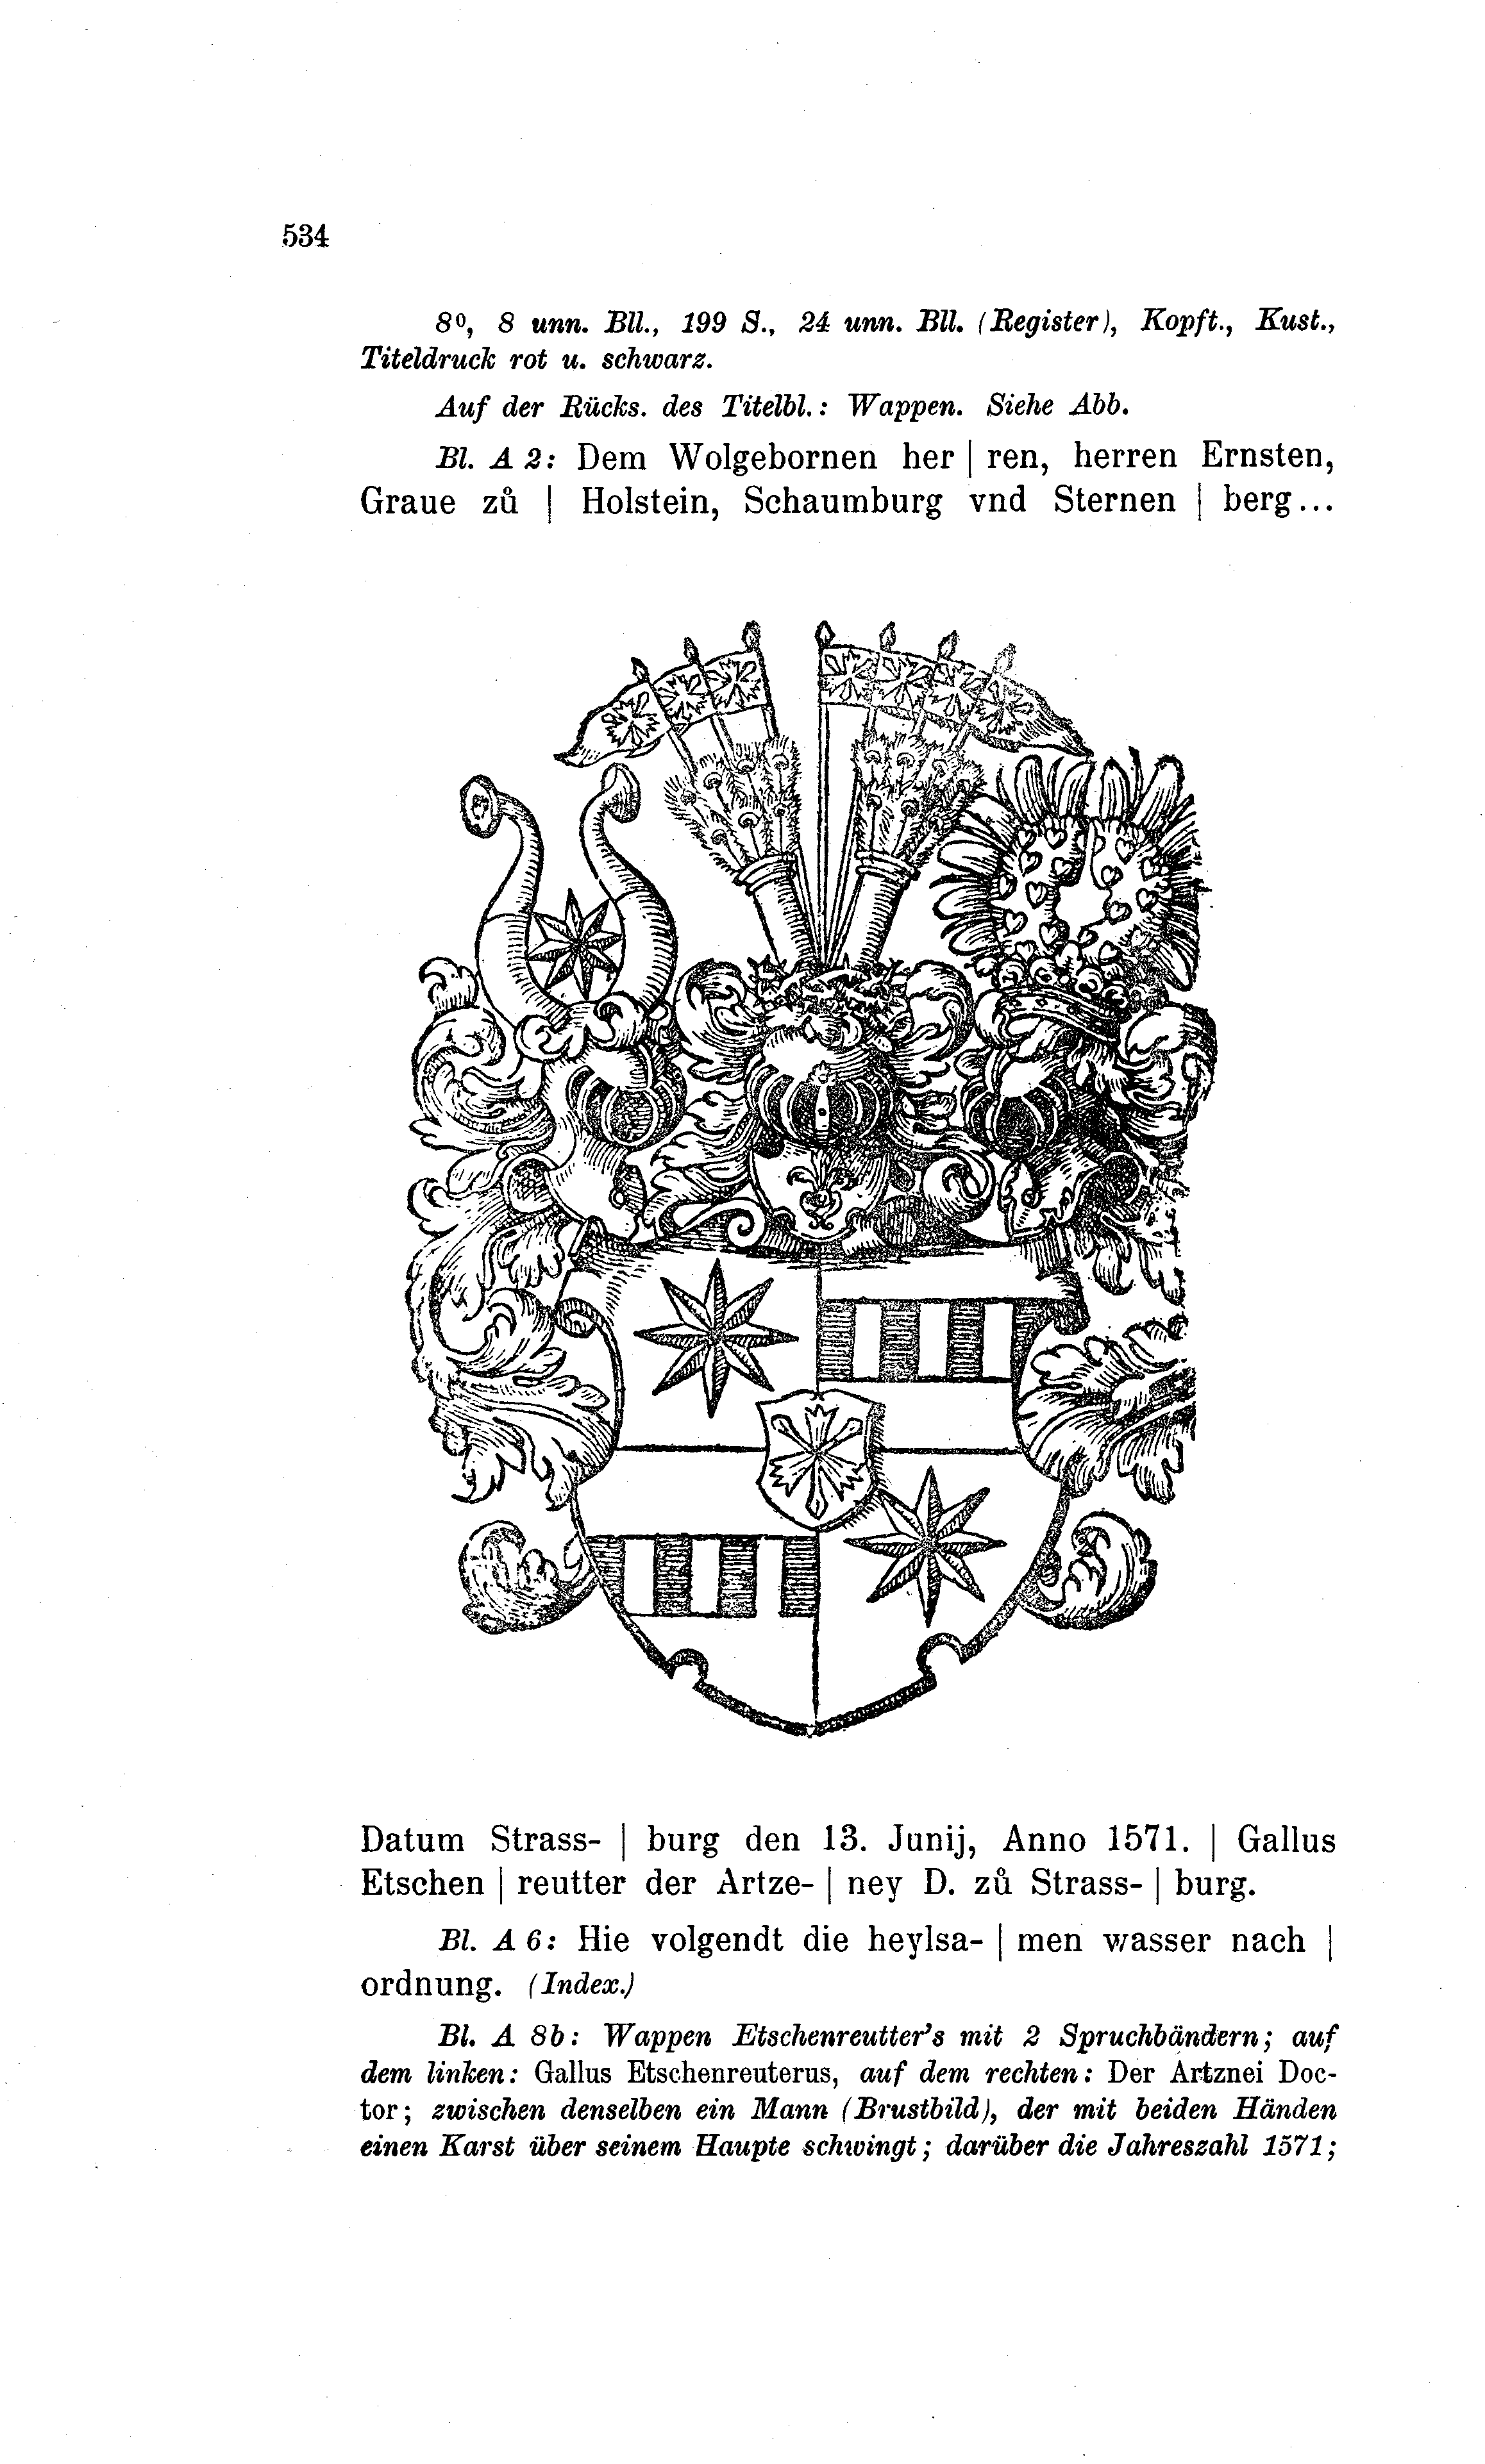 534
8⁰, 8 unn. Bll., 199 S., 24 unn. Bll. (Register), Kopft., Kust.,
Titeldruck rot u. schwarz.
Auf der Rücks. des Titelbl.: Wappen. Siehe Abb.
Bl. A 2: Dem Wolgebornen her | ren, herren Ernsten,
Graue zů | Holstein, Schaumburg vnd Sternen | berg...
Datum Strass- | burg den 13. Junij, Anno 1571. | Gallus
Etschen | reutter der Artze- | ney D. zů Strass- | burg.
Bl. A 6: Hie volgendt die heylsa- | men wasser nach |
ordnung. (Index.)
Bl. A 8b: Wappen Etschenreutter's mit 2 Spruchbändern; auf
dem linken: Gallus Etschenreuterus, auf dem rechten: Der Artznei Doc-
tor; zwischen denselben ein Mann (Brustbild), der mit beiden Händen
einen Karst über seinem Haupte schwingt; darüber die Jahreszahl 1571;